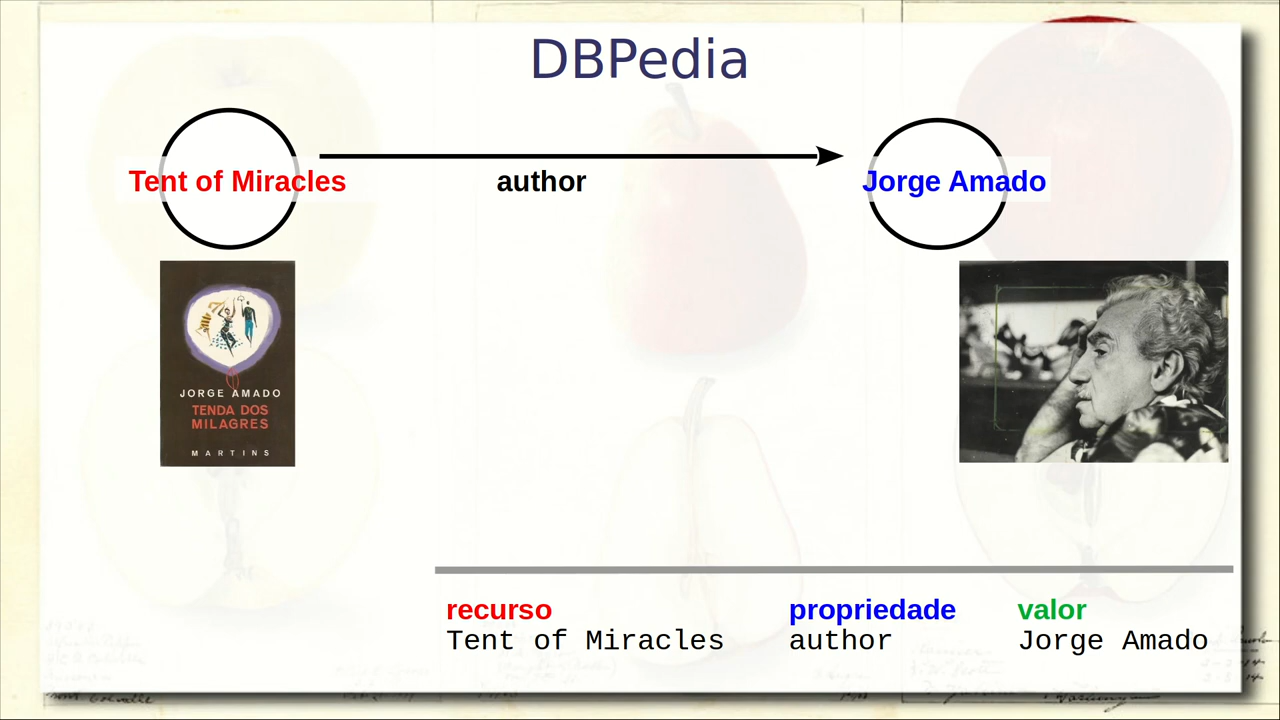 DBPedia
Tent of Miracles
author
Jorge Amado
JORGE AMADO
TENDA DOS
MILAGRES
MARTINS
recurso propriedade valor
Tent of Miracles author Jorge Amado